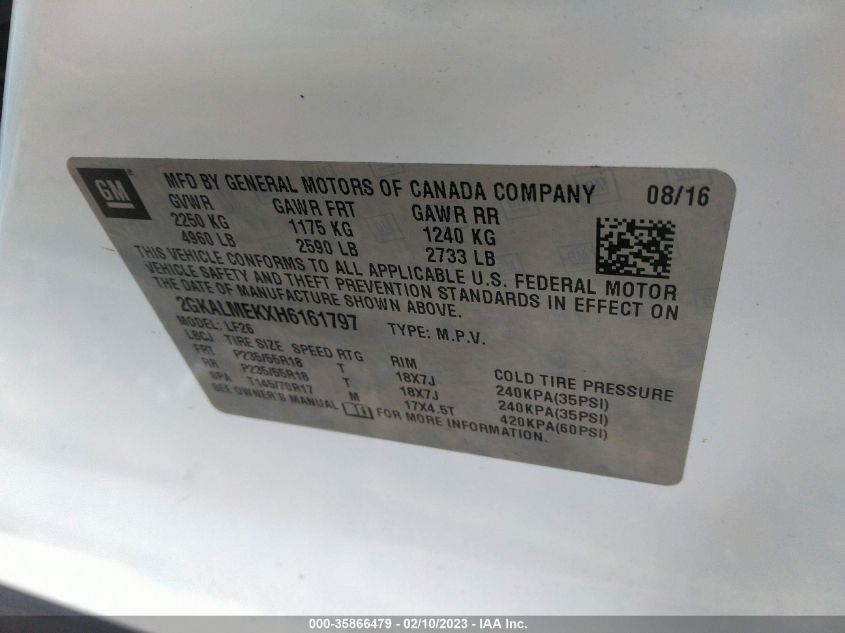 GM
MFD BY GENERAL MOTORS OF CANADA COMPANY 08/16
GVWR GAWR FRT GAWR RR
2250 KG 1175 KG 1240 KG
4960 LB 2590 LB 2733 LB
THIS VEHICLE CONFORMS TO ALL APPLICABLE U.S. FEDERAL MOTOR
VEHICLE SAFETY AND THEFT PREVENTION STANDARDS IN EFFECT ON
THE DATE OF MANUFACTURE SHOWN ABOVE.
2GKALMEKXH6161797 TYPE: M.P.V.
MODEL: LF26
LBCJ TIRE SIZE SPEED RTG RIM COLD TIRE PRESSURE
FRT P235/55R18 T 18X7J 240KPA(35PSI)
RR P235/55R18 T 18X7J 240KPA(35PSI)
SPA T145/70R17 M 17X4.5T 420KPA(60PSI)
SEE OWNER'S MANUAL FOR MORE INFORMATION.
000-35866479 - 02/10/2023 - IAA Inc.